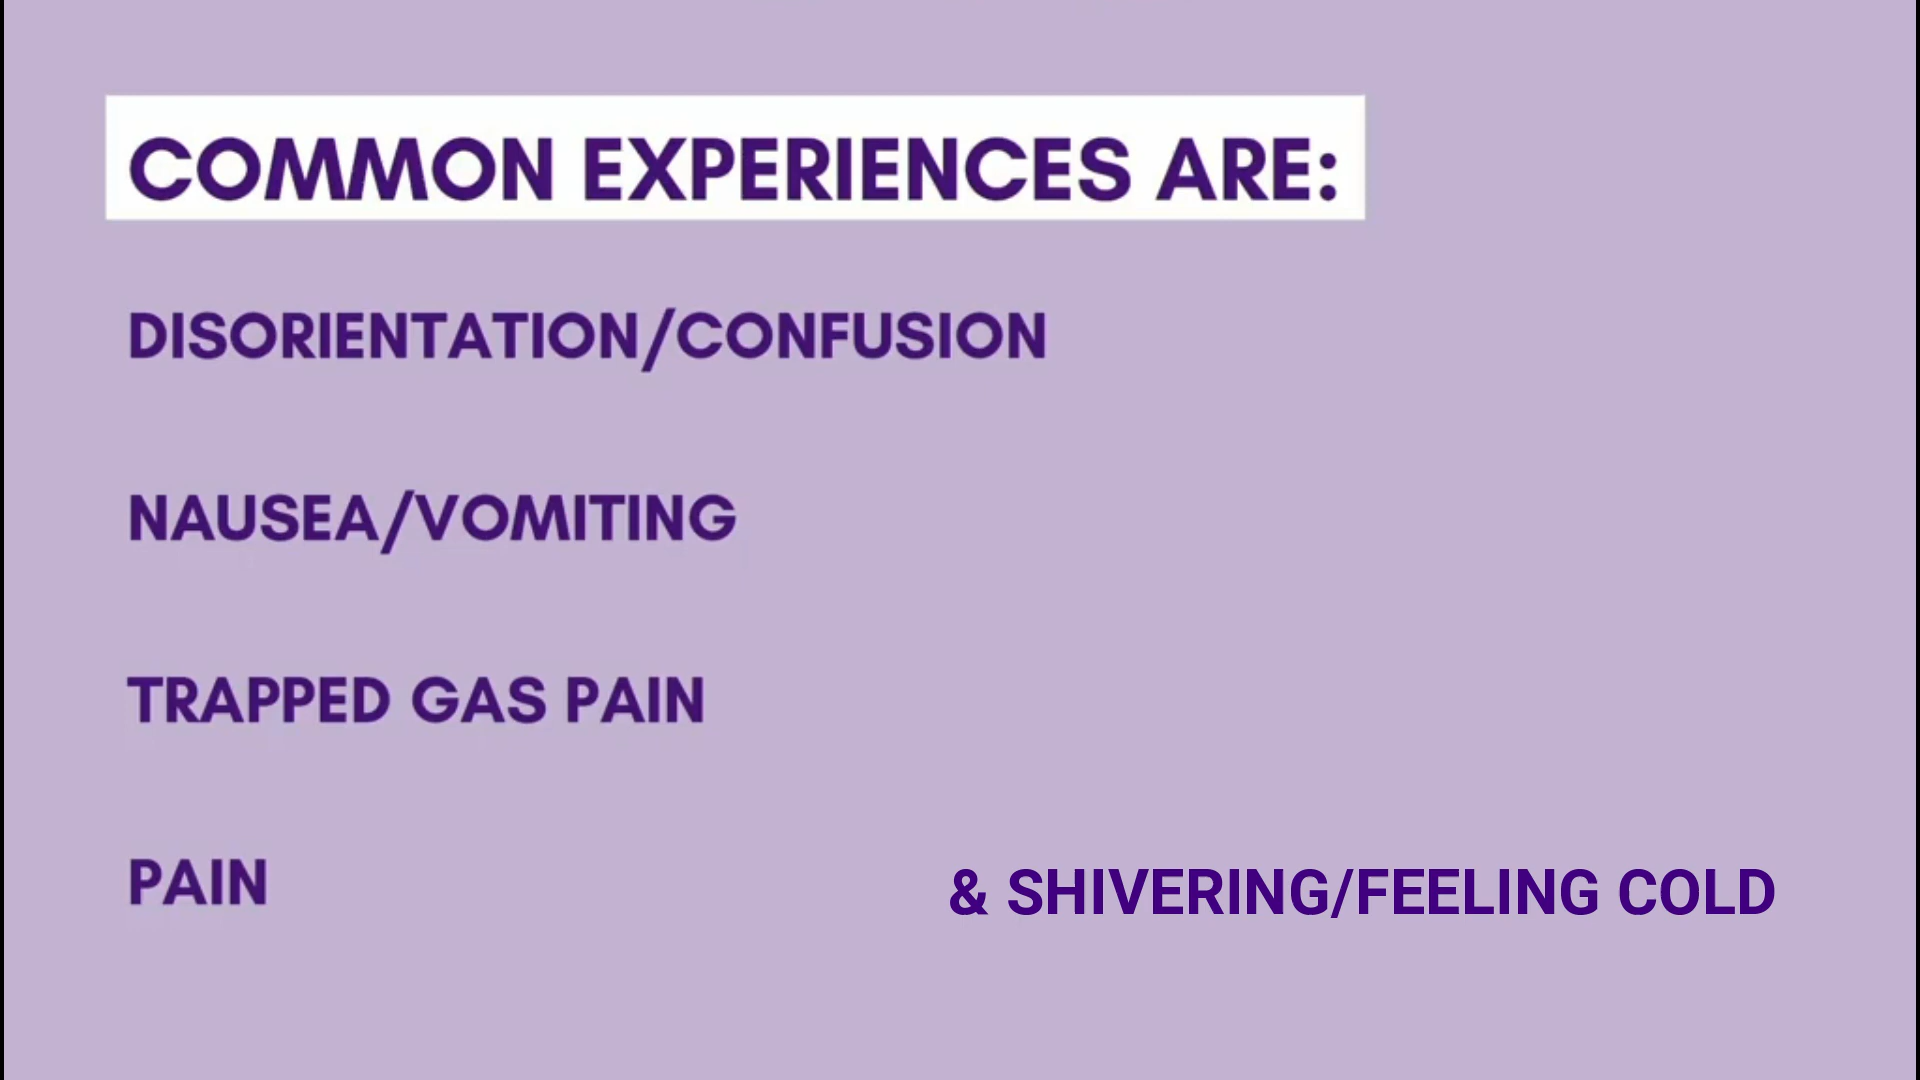 COMMON EXPERIENCES ARE:
DISORIENTATION/CONFUSION
NAUSEA/VOMITING
TRAPPED GAS PAIN
PAIN
& SHIVERING/FEELING COLD